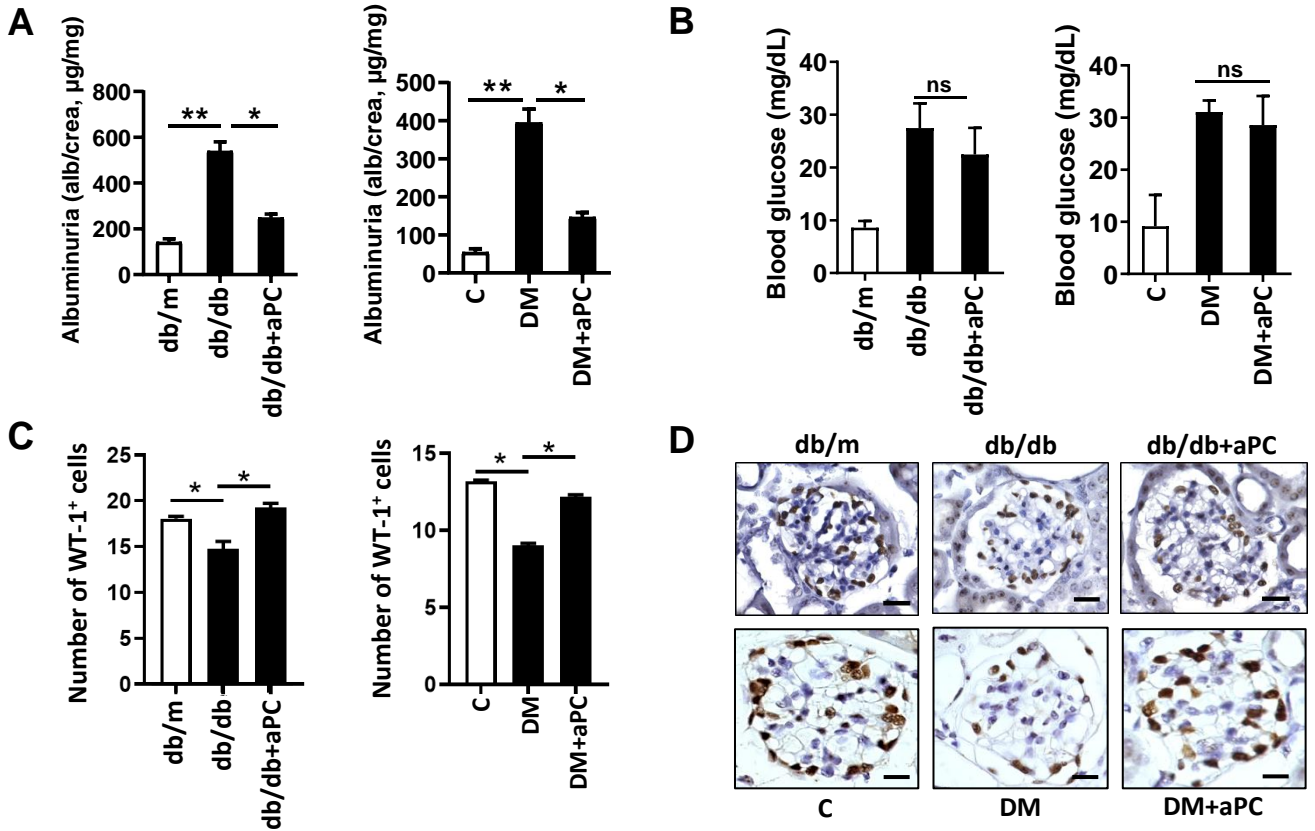 A
Albuminuria (alb/crea, µg/mg)
800
600
400
200
0
**
*
db/m
db/db
db/db+aPC
Albuminuria (alb/crea, µg/mg)
500
400
300
200
100
0
**
*
C
DM
DM+aPC
B
Blood glucose (mg/dL)
40
30
20
10
0
ns
db/m
db/db
db/db+aPC
Blood glucose (mg/dL)
40
30
20
10
0
ns
C
DM
DM+aPC
C
Number of WT-1⁺ cells
25
20
15
10
5
0
*
*
db/m
db/db
db/db+aPC
Number of WT-1⁺ cells
15
10
5
0
*
*
C
DM
DM+aPC
D
db/m
db/db
db/db+aPC
C
DM
DM+aPC